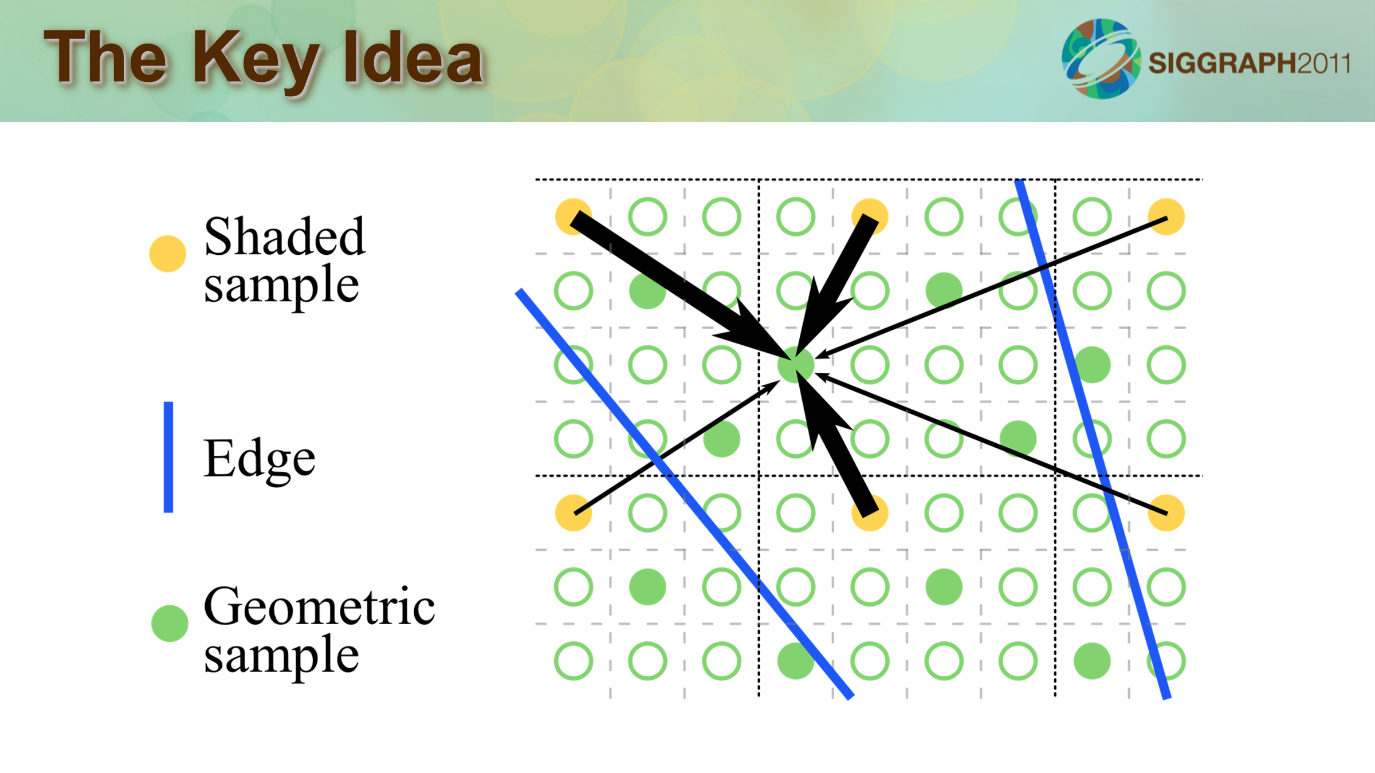 The Key Idea
SIGGRAPH2011
Shaded
sample
Edge
Geometric
sample